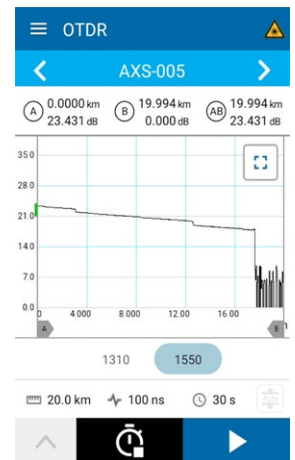 OTDR
AXS-005
A 0.0000 km 23.431 dB
B 19.994 km 0.000 dB
AB 19.994 km 23.431 dB
35.0
28.0
21.0
14.0
7.0
0.0
0 4.000 8.000 12.00 16.00
A B
1310 1550
20.0 km 100 ns 30 s